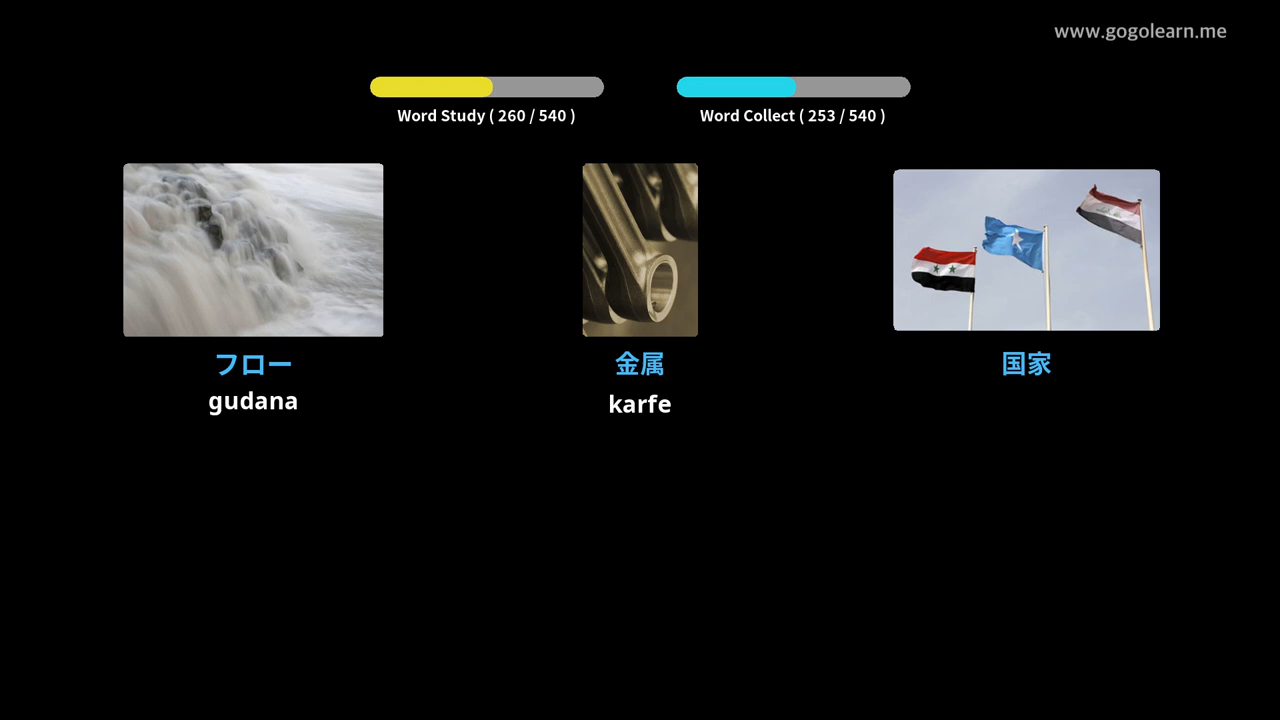 www.gogolearn.me
Word Study ( 260 / 540 )
Word Collect ( 253 / 540 )
フロー
金属
国家
gudana
karfe